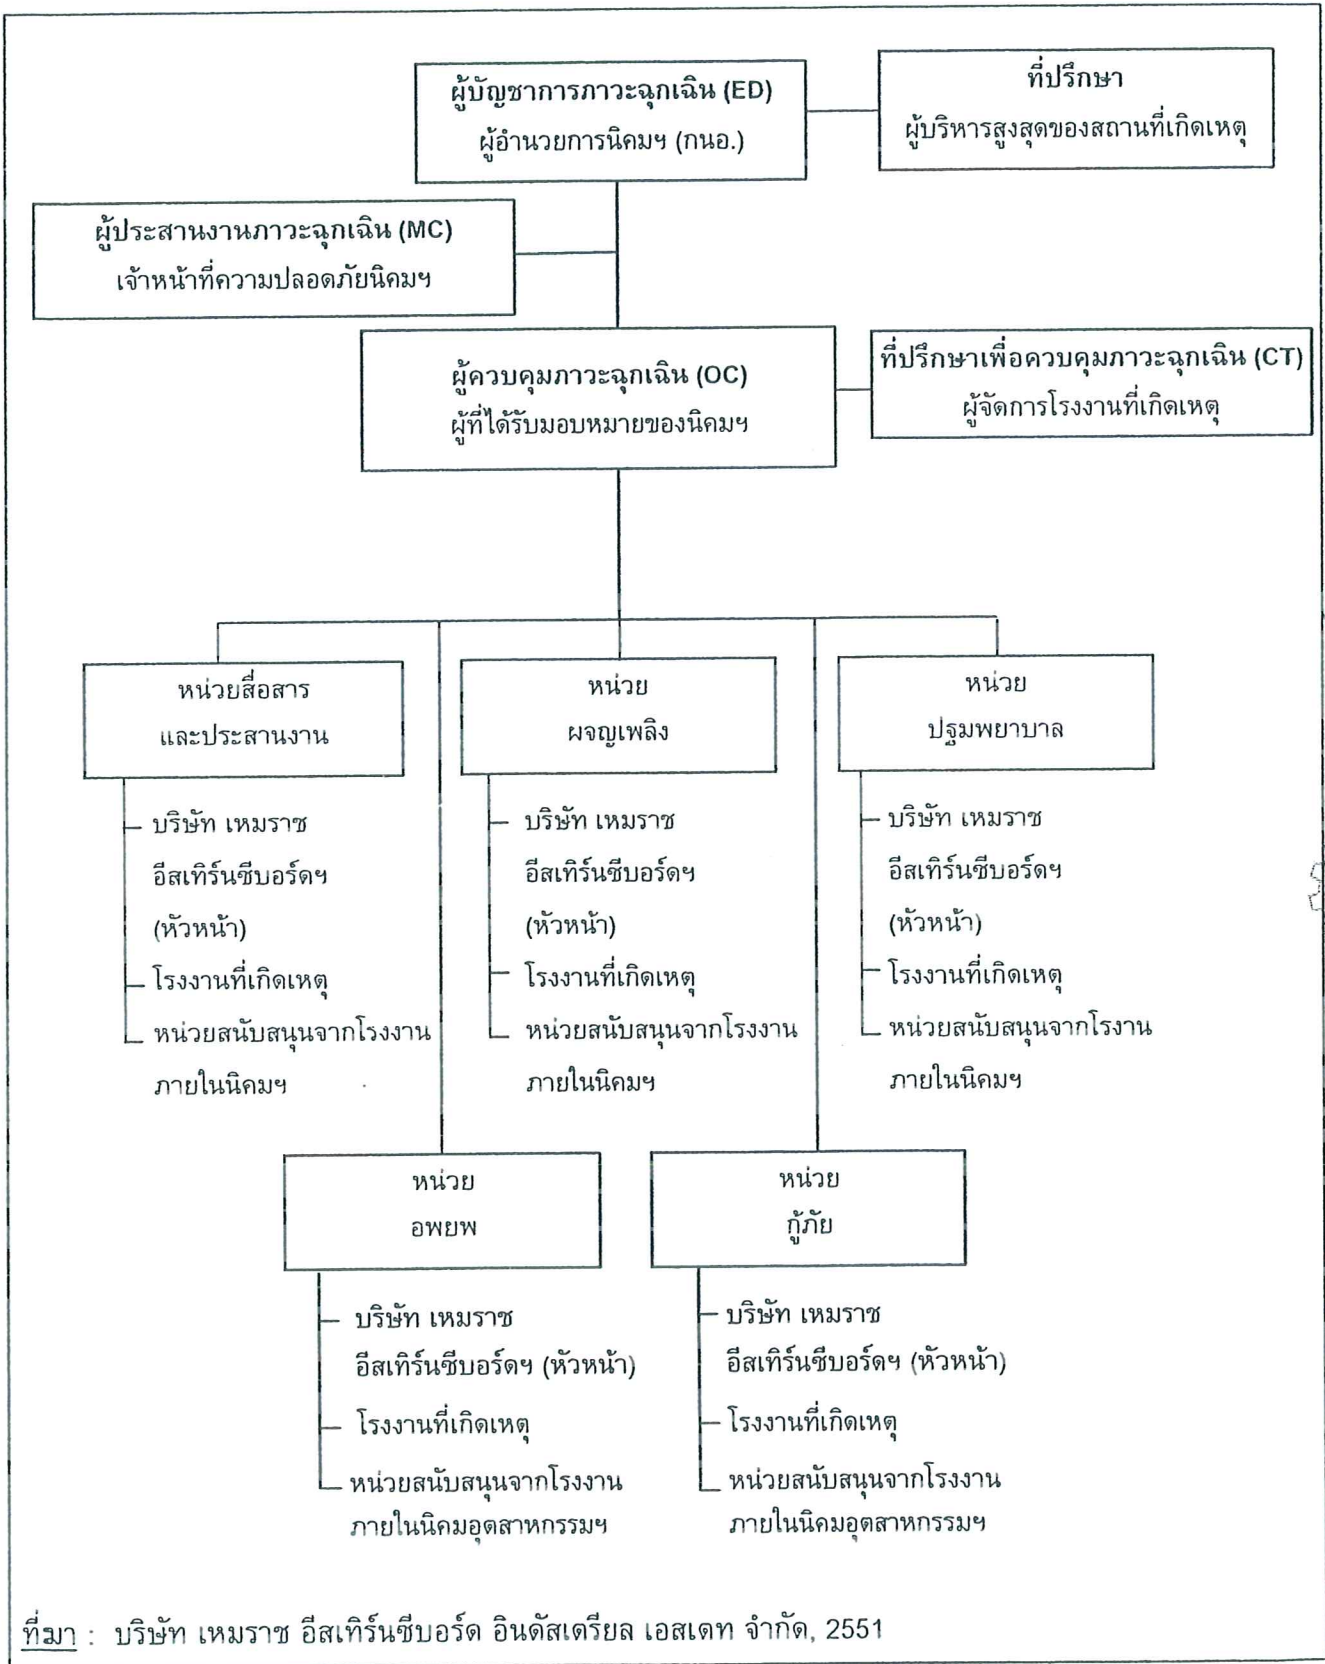 ผู้บัญชาการภาวะฉุกเฉิน (ED)
ผู้อำนวยการนิคมฯ (กนอ.)
ที่ปรึกษา
ผู้บริหารสูงสุดของสถานที่เกิดเหตุ
ผู้ประสานงานภาวะฉุกเฉิน (MC)
เจ้าหน้าที่ความปลอดภัยนิคมฯ
ผู้ควบคุมภาวะฉุกเฉิน (OC)
ผู้ที่ได้รับมอบหมายของนิคมฯ
ที่ปรึกษาเพื่อควบคุมภาวะฉุกเฉิน (CT)
ผู้จัดการโรงงานที่เกิดเหตุ
หน่วยสื่อสาร
และประสานงาน
บริษัท เหมราช
อีสเทิร์นซีบอร์ดฯ
(หัวหน้า)
โรงงานที่เกิดเหตุ
หน่วยสนับสนุนจากโรงงาน
ภายในนิคมฯ
หน่วย
ผจญเพลิง
บริษัท เหมราช
อีสเทิร์นซีบอร์ดฯ
(หัวหน้า)
โรงงานที่เกิดเหตุ
หน่วยสนับสนุนจากโรงงาน
ภายในนิคมฯ
หน่วย
ปฐมพยาบาล
บริษัท เหมราช
อีสเทิร์นซีบอร์ดฯ
(หัวหน้า)
โรงงานที่เกิดเหตุ
หน่วยสนับสนุนจากโรงงาน
ภายในนิคมฯ
หน่วย
อพยพ
บริษัท เหมราช
อีสเทิร์นซีบอร์ดฯ (หัวหน้า)
โรงงานที่เกิดเหตุ
หน่วยสนับสนุนจากโรงงาน
ภายในนิคมอุตสาหกรรมฯ
หน่วย
กู้ภัย
บริษัท เหมราช
อีสเทิร์นซีบอร์ดฯ (หัวหน้า)
โรงงานที่เกิดเหตุ
หน่วยสนับสนุนจากโรงงาน
ภายในนิคมอุตสาหกรรมฯ
ที่มา : บริษัท เหมราช อีสเทิร์นซีบอร์ด อินดัสเตรียล เอสเตท จำกัด, 2551